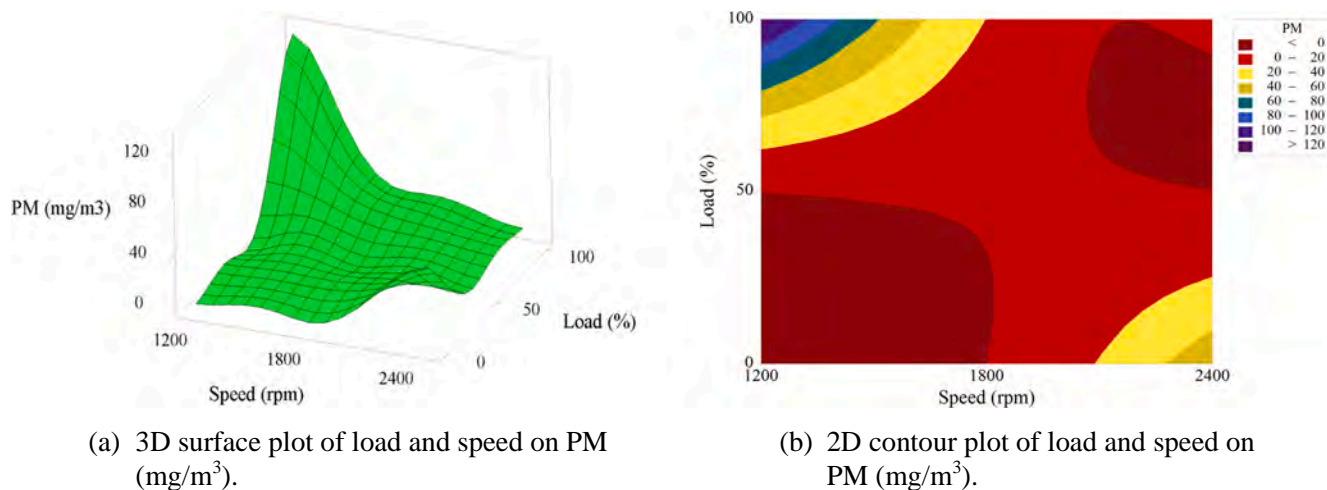 120
80
PM (mg/m3)
40
0
1200
1800
2400
Speed (rpm)
0
50
100
Load (%)
(a) 3D surface plot of load and speed on PM
(mg/m³).
100
50
0
Load (%)
1200
1800
2400
Speed (rpm)
PM
< 0
0 – 20
20 – 40
40 – 60
60 – 80
80 – 100
100 – 120
> 120
(b) 2D contour plot of load and speed on
PM (mg/m³).